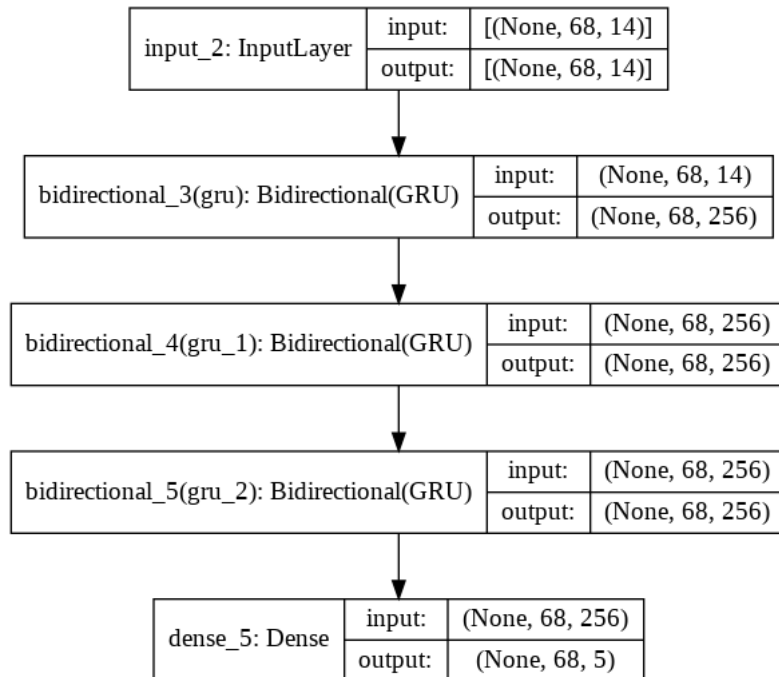 input_2: InputLayer
input: [(None, 68, 14)]
output: [(None, 68, 14)]
bidirectional_3(gru): Bidirectional(GRU)
input: (None, 68, 14)
output: (None, 68, 256)
bidirectional_4(gru_1): Bidirectional(GRU)
input: (None, 68, 256)
output: (None, 68, 256)
bidirectional_5(gru_2): Bidirectional(GRU)
input: (None, 68, 256)
output: (None, 68, 256)
dense_5: Dense
input: (None, 68, 256)
output: (None, 68, 5)